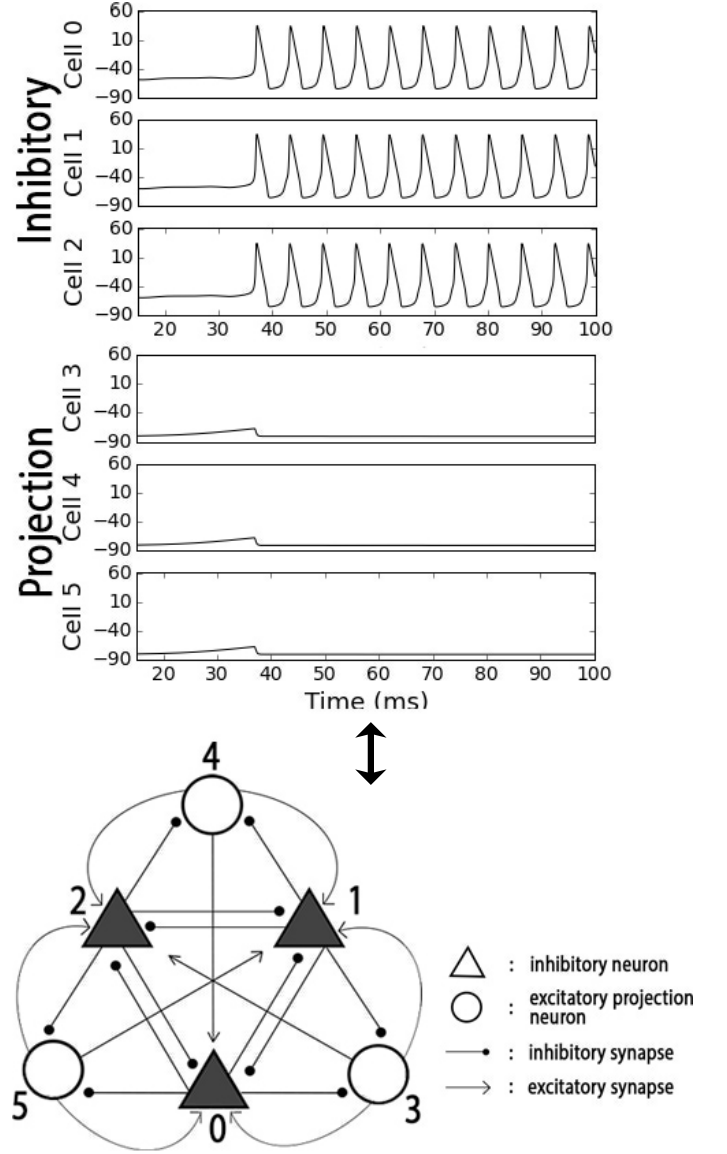 Inhibitory
Cell 0
60
10
−40
−90
Cell 1
60
10
−40
−90
Cell 2
60
10
−40
−90
20 30 40 50 60 70 80 90 100
Projection
Cell 3
60
10
−40
−90
Cell 4
60
10
−40
−90
Cell 5
60
10
−40
−90
20 30 40 50 60 70 80 90 100
Time (ms)
4
2 1
5 0 3
: inhibitory neuron
: excitatory projection
neuron
: inhibitory synapse
: excitatory synapse